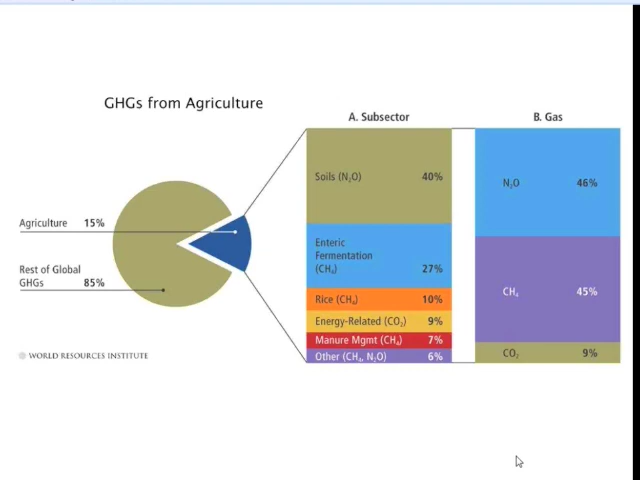 GHGs from Agriculture
A. Subsector
B. Gas
Agriculture 15%
Rest of Global
GHGs 85%
Soils (N₂O) 40%
Enteric
Fermentation
(CH₄) 27%
Rice (CH₄) 10%
Energy-Related (CO₂) 9%
Manure Mgmt (CH₄) 7%
Other (CH₄, N₂O) 6%
N₂O 46%
CH₄ 45%
CO₂ 9%
WORLD RESOURCES INSTITUTE